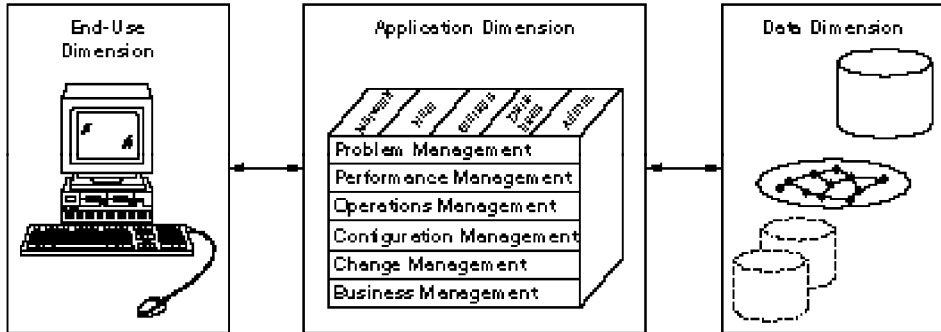 End-Use
Dimension
Application Dimension
Data Dimension
Network
Problem Management
Performance Management
Operations Management
Configuration Management
Change Management
Business Management